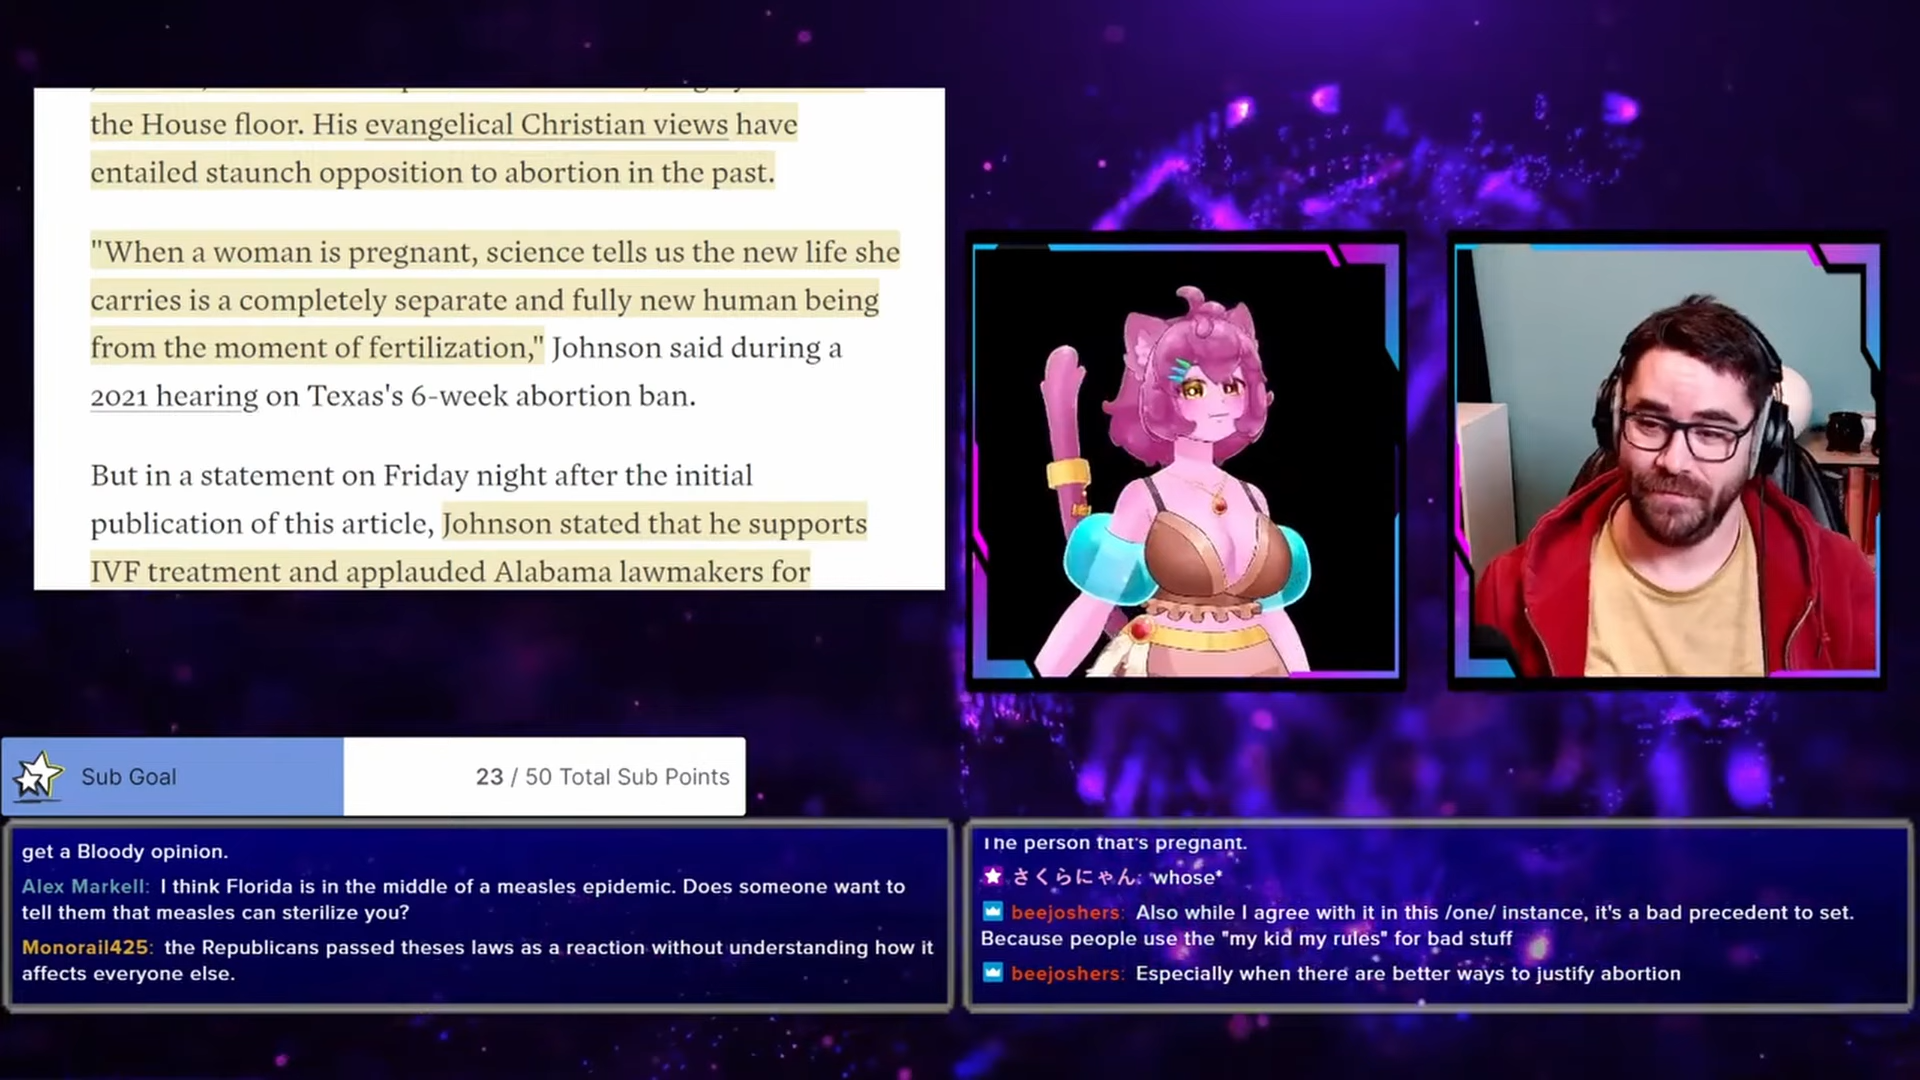 the House floor. His evangelical Christian views have
entailed staunch opposition to abortion in the past.
"When a woman is pregnant, science tells us the new life she
carries is a completely separate and fully new human being
from the moment of fertilization," Johnson said during a
2021 hearing on Texas's 6-week abortion ban.
But in a statement on Friday night after the initial
publication of this article, Johnson stated that he supports
IVF treatment and applauded Alabama lawmakers for
Sub Goal
23 / 50 Total Sub Points
get a Bloody opinion.
Alex Markell: I think Florida is in the middle of a measles epidemic. Does someone want to
tell them that measles can sterilize you?
Monorail425: the Republicans passed theses laws as a reaction without understanding how it
affects everyone else.
The person that's pregnant.
さくらにゃん: whose*
beejoshers: Also while I agree with it in this /one/ instance, it's a bad precedent to set.
Because people use the "my kid my rules" for bad stuff
beejoshers: Especially when there are better ways to justify abortion